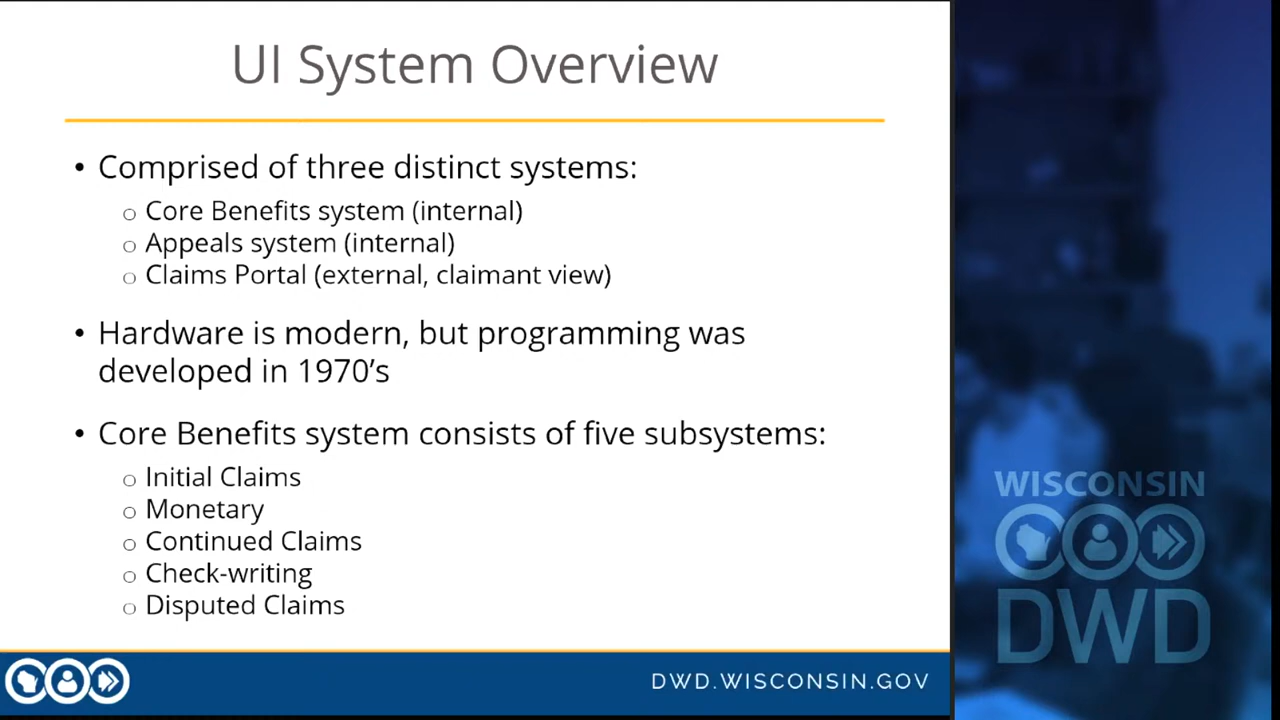 UI System Overview
• Comprised of three distinct systems:
o Core Benefits system (internal)
o Appeals system (internal)
o Claims Portal (external, claimant view)
• Hardware is modern, but programming was
developed in 1970’s
• Core Benefits system consists of five subsystems:
o Initial Claims
o Monetary
o Continued Claims
o Check-writing
o Disputed Claims
DWD.WISCONSIN.GOV
WISCONSIN
DWD